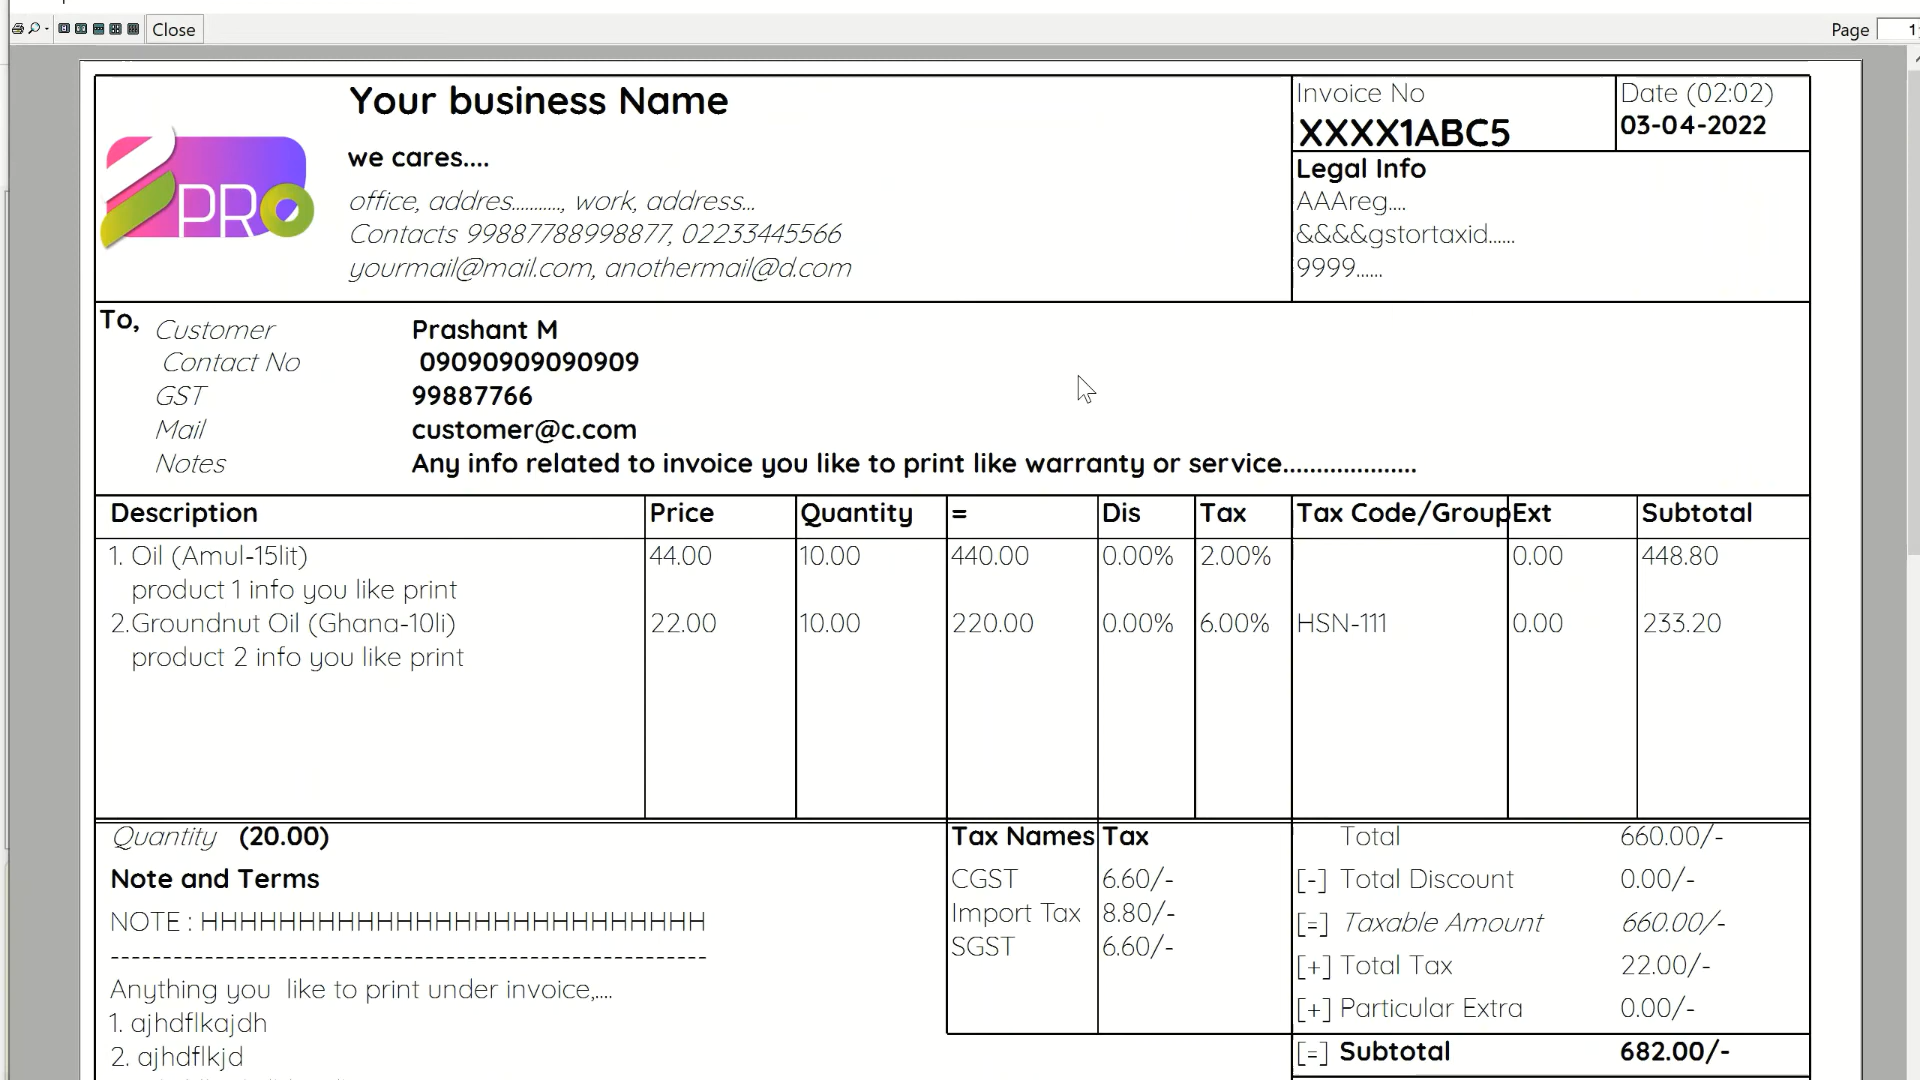 Close
Page 1
Your business Name
we cares....
office, addres..........., work, address...
Contacts 99887788998877, 02233445566
yourmail@mail.com, anothermail@d.com
PRO
Invoice No
XXXX1ABC5
Date (02:02)
03-04-2022
Legal Info
AAAreg....
&&&&gstortaxid......
9999......
To,
Customer Prashant M
Contact No 09090909090909
GST 99887766
Mail customer@c.com
Notes Any info related to invoice you like to print like warranty or service....................
Description Price Quantity = Dis Tax Tax Code/Group Ext Subtotal
1. Oil (Amul-15lit) 44.00 10.00 440.00 0.00% 2.00% 0.00 448.80
product 1 info you like print
2.Groundnut Oil (Ghana-10li) 22.00 10.00 220.00 0.00% 6.00% HSN-111 0.00 233.20
product 2 info you like print
Quantity (20.00)
Note and Terms
NOTE : HHHHHHHHHHHHHHHHHHHHHHHHHH
---------------------------------------------------------
Anything you  like to print under invoice,....
1. ajhdflkajdh
2. ajhdflkjd
Tax Names Tax
CGST 6.60/-
Import Tax 8.80/-
SGST 6.60/-
Total 660.00/-
[-] Total Discount 0.00/-
[=] Taxable Amount 660.00/-
[+] Total Tax 22.00/-
[+] Particular Extra 0.00/-
[=] Subtotal 682.00/-